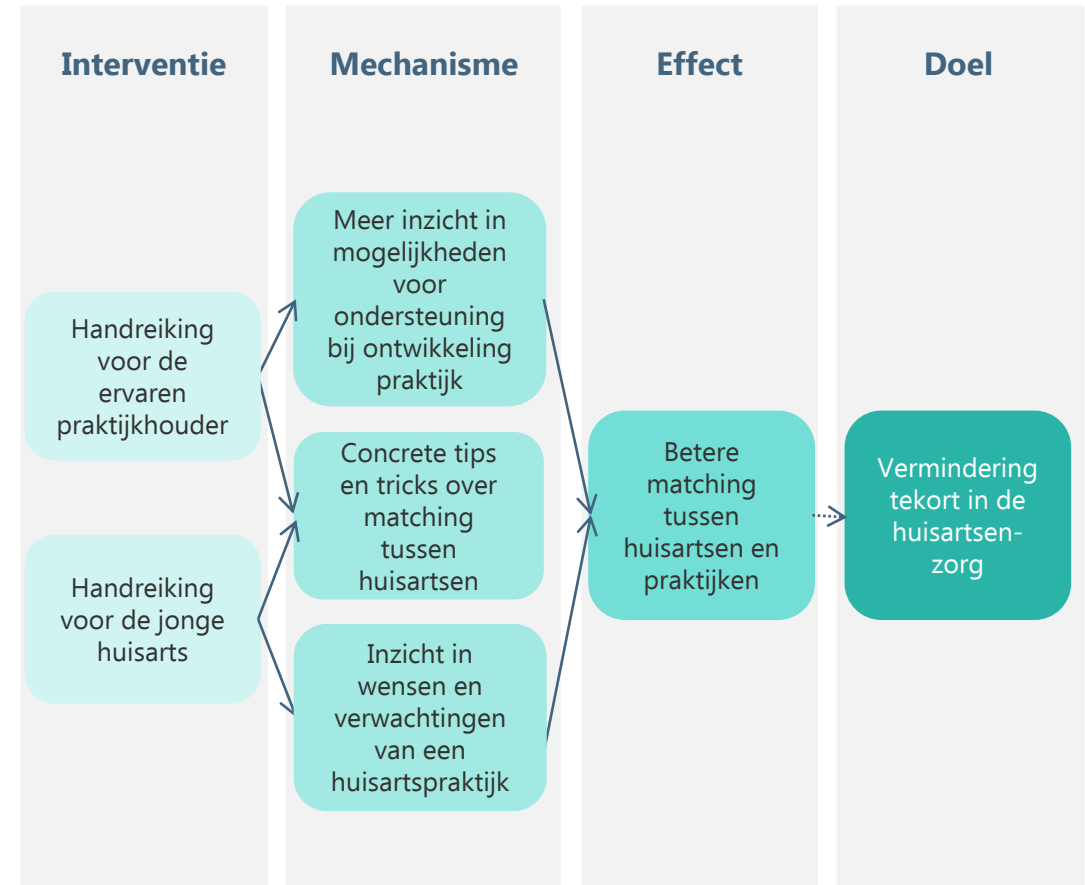 Interventie
Mechanisme
Effect
Doel
Handreiking
voor de
ervaren
praktijkhouder
Handreiking
voor de jonge
huisarts
Meer inzicht in
mogelijkheden
voor
ondersteuning
bij ontwikkeling
praktijk
Concrete tips
en tricks over
matching
tussen
huisartsen
Inzicht in
wensen en
verwachtingen
van een
huisartspraktijk
Betere
matching
tussen
huisartsen en
praktijken
Vermindering
tekort in de
huisartsen-
zorg